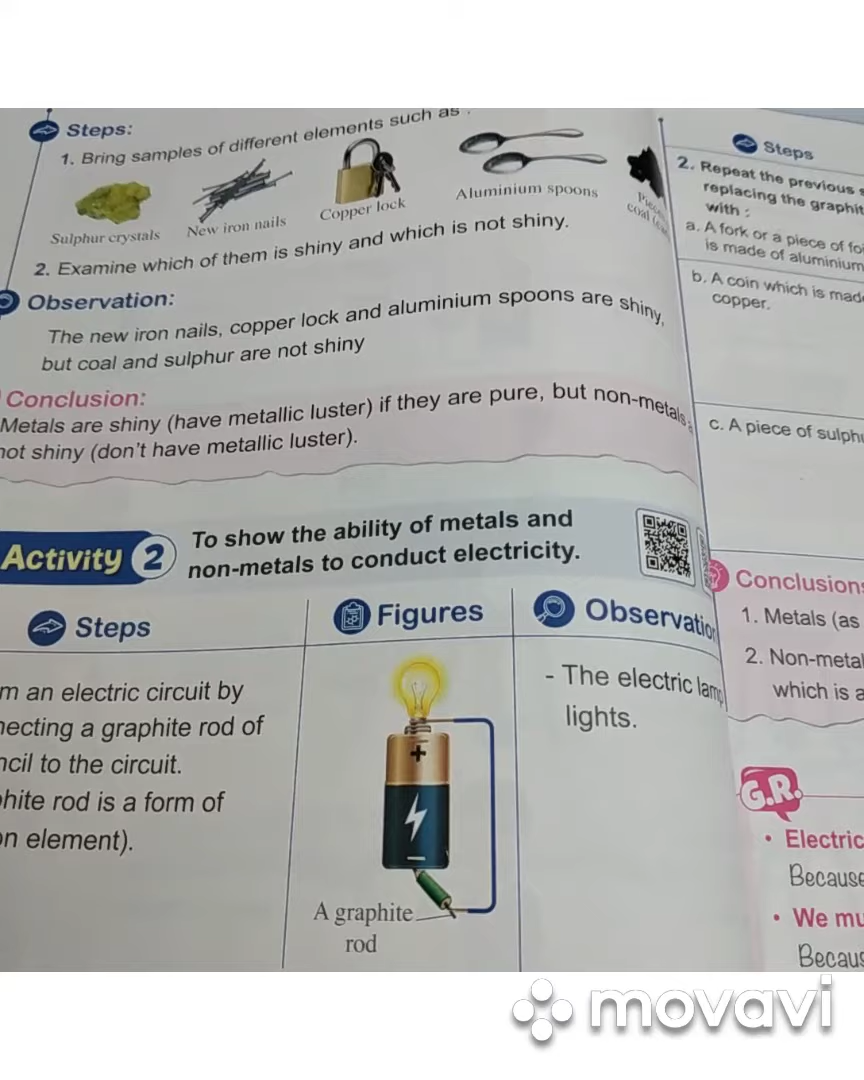 Steps:
1. Bring samples of different elements such as :
Sulphur crystals
New iron nails
Copper lock
Aluminium spoons
coal
2. Examine which of them is shiny and which is not shiny.
Observation:
The new iron nails, copper lock and aluminium spoons are shiny,
but coal and sulphur are not shiny
Conclusion:
Metals are shiny (have metallic luster) if they are pure, but non-metals
not shiny (don't have metallic luster).
Activity 2
To show the ability of metals and
non-metals to conduct electricity.
Steps
Figures
Observation
m an electric circuit by
necting a graphite rod of
ncil to the circuit.
phite rod is a form of
on element).
+
−
A graphite
rod
- The electric lamp
lights.
Steps
2. Repeat the previous s
replacing the graphit
with :
a. A fork or a piece of foi
is made of aluminium
b. A coin which is made
copper.
c. A piece of sulphu
Conclusions
1. Metals (as
2. Non-metal
which is a
G.R.
• Electric
Because
• We mu
Becaus
movavi